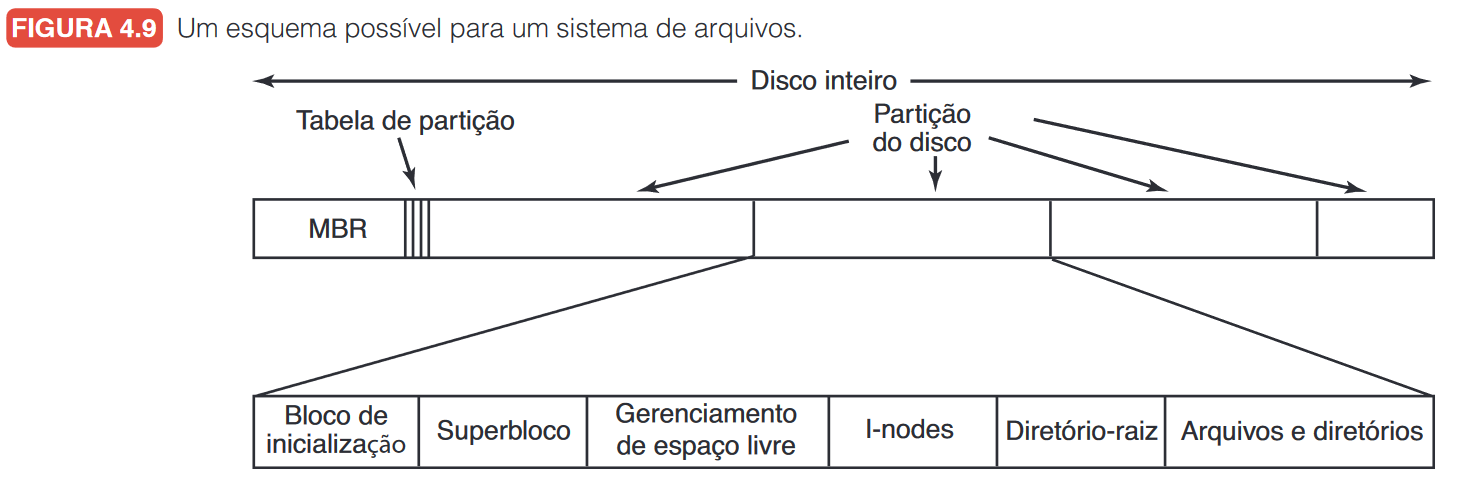 FIGURA 4.9 Um esquema possível para um sistema de arquivos.
Disco inteiro
Tabela de partição
Partição
do disco
MBR
Bloco de
inicialização
Superbloco
Gerenciamento
de espaço livre
I-nodes
Diretório-raiz
Arquivos e diretórios